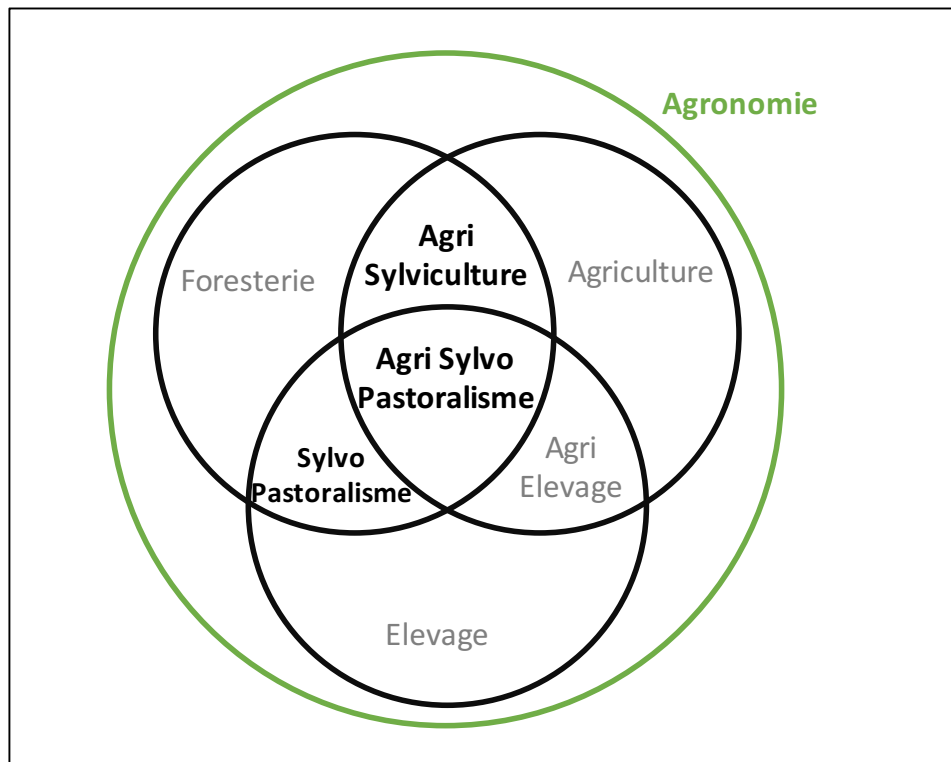 Agronomie
Agri
Sylviculture
Foresterie
Agriculture
Agri Sylvo
Pastoralisme
Sylvo
Pastoralisme
Agri
Elevage
Elevage